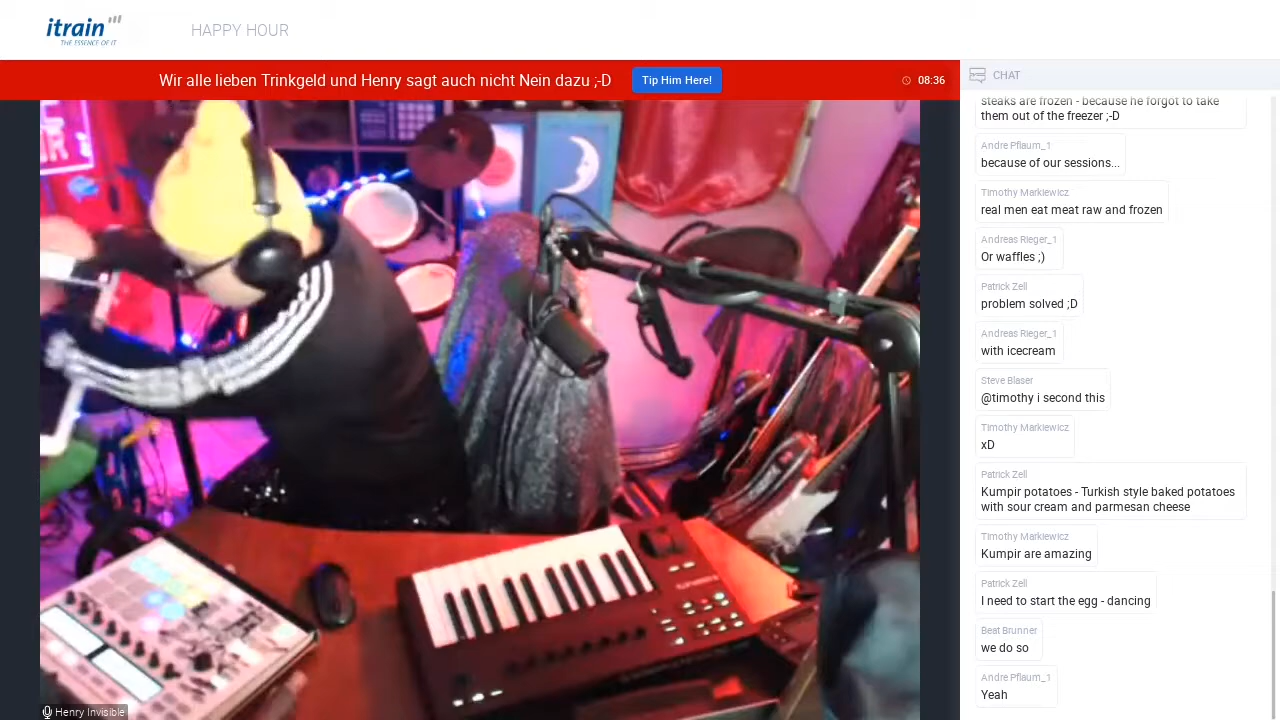 itrain
THE ESSENCE OF IT
HAPPY HOUR
Wir alle lieben Trinkgeld und Henry sagt auch nicht Nein dazu ;-D
Tip Him Here!
08:36
CHAT
steaks are frozen - because he forgot to take
them out of the freezer ;-D
Andre Pflaum_1
because of our sessions...
Timothy Markiewicz
real men eat meat raw and frozen
Andreas Rieger_1
Or waffles ;)
Patrick Zell
problem solved ;D
Andreas Rieger_1
with icecream
Steve Blaser
@timothy i second this
Timothy Markiewicz
xD
Patrick Zell
Kumpir potatoes - Turkish style baked potatoes
with sour cream and parmesan cheese
Timothy Markiewicz
Kumpir are amazing
Patrick Zell
I need to start the egg - dancing
Beat Brunner
we do so
Andre Pflaum_1
Yeah
Henry Invisible